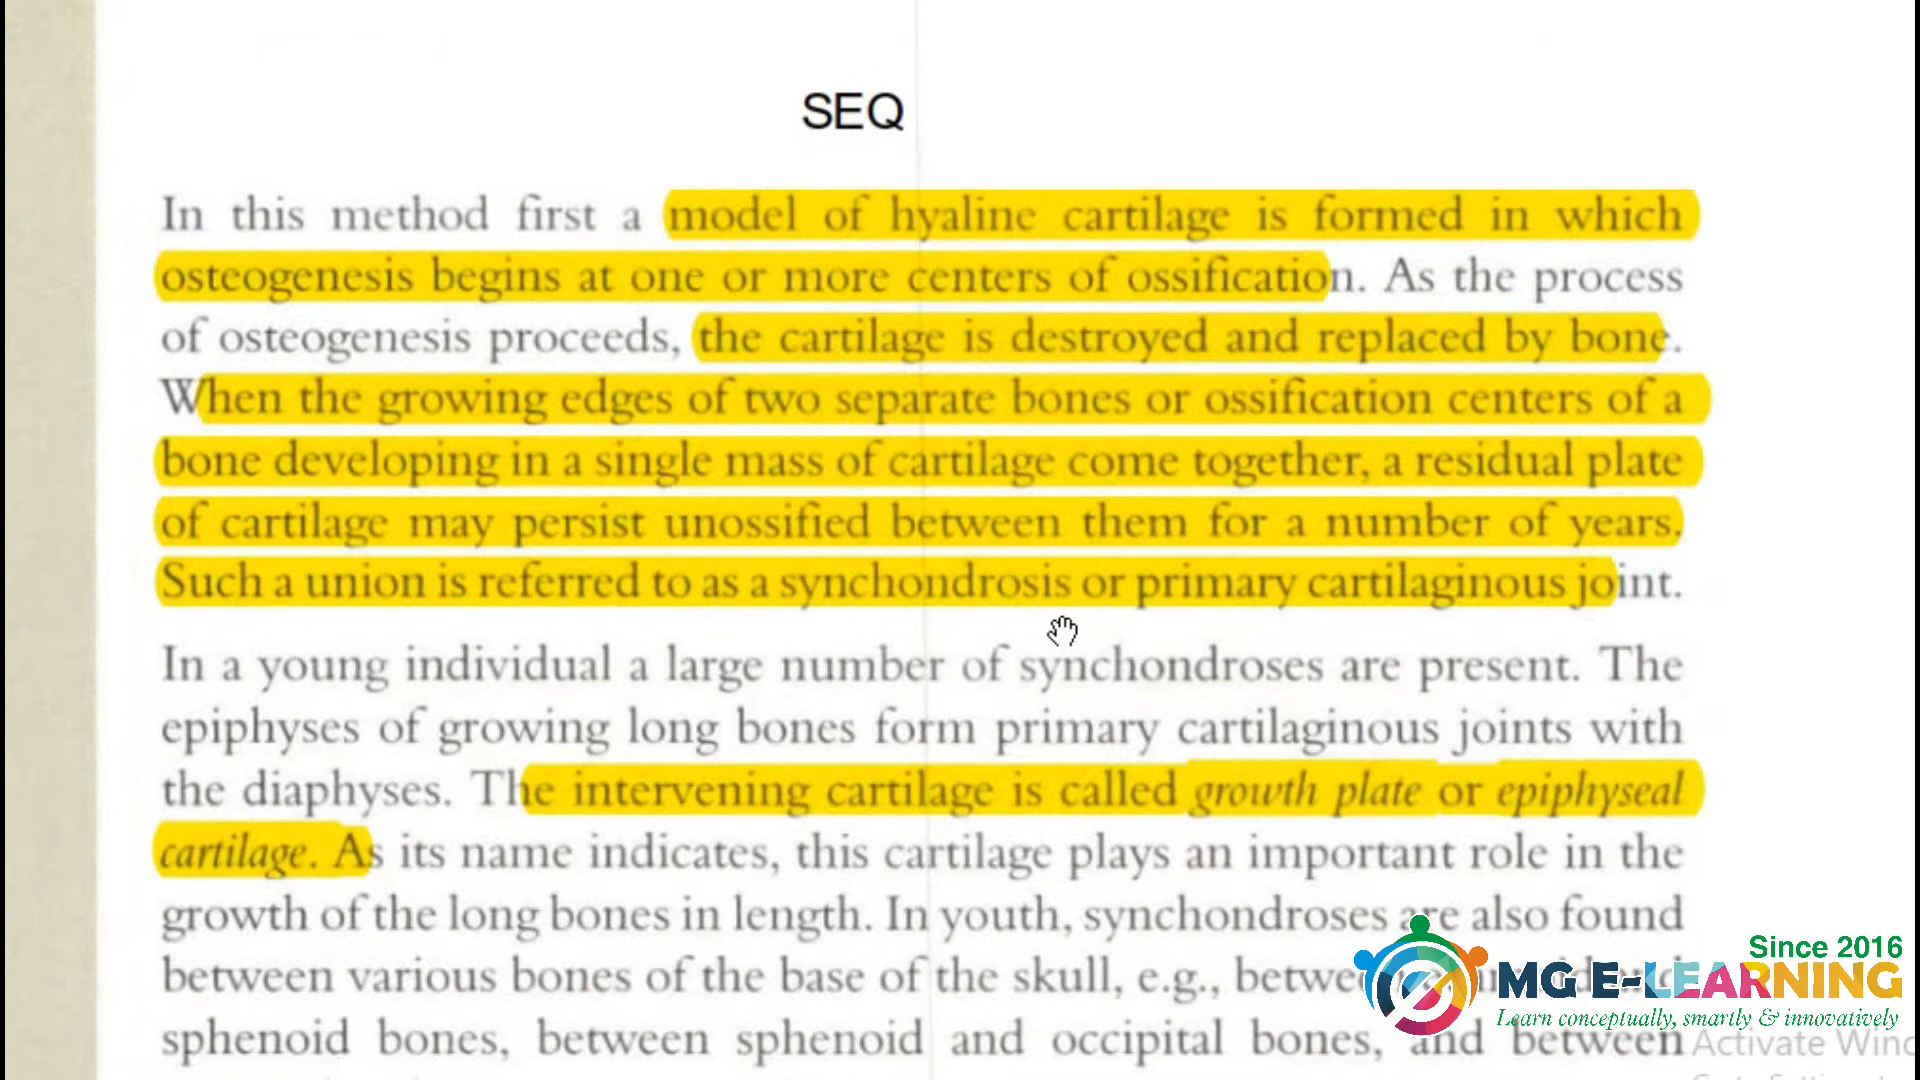 SEQ
In this method first a model of hyaline cartilage is formed in which
osteogenesis begins at one or more centers of ossification. As the process
of osteogenesis proceeds, the cartilage is destroyed and replaced by bone.
When the growing edges of two separate bones or ossification centers of a
bone developing in a single mass of cartilage come together, a residual plate
of cartilage may persist unossified between them for a number of years.
Such a union is referred to as a synchondrosis or primary cartilaginous joint.
In a young individual a large number of synchondroses are present. The
epiphyses of growing long bones form primary cartilaginous joints with
the diaphyses. The intervening cartilage is called growth plate or epiphyseal
cartilage. As its name indicates, this cartilage plays an important role in the
growth of the long bones in length. In youth, synchondroses are also found
between various bones of the base of the skull, e.g.,
sphenoid bones, between sphenoid and occipital bones, and between
Since 2016
MG E-LEARNING
Learn conceptually, smartly & innovatively
Activate